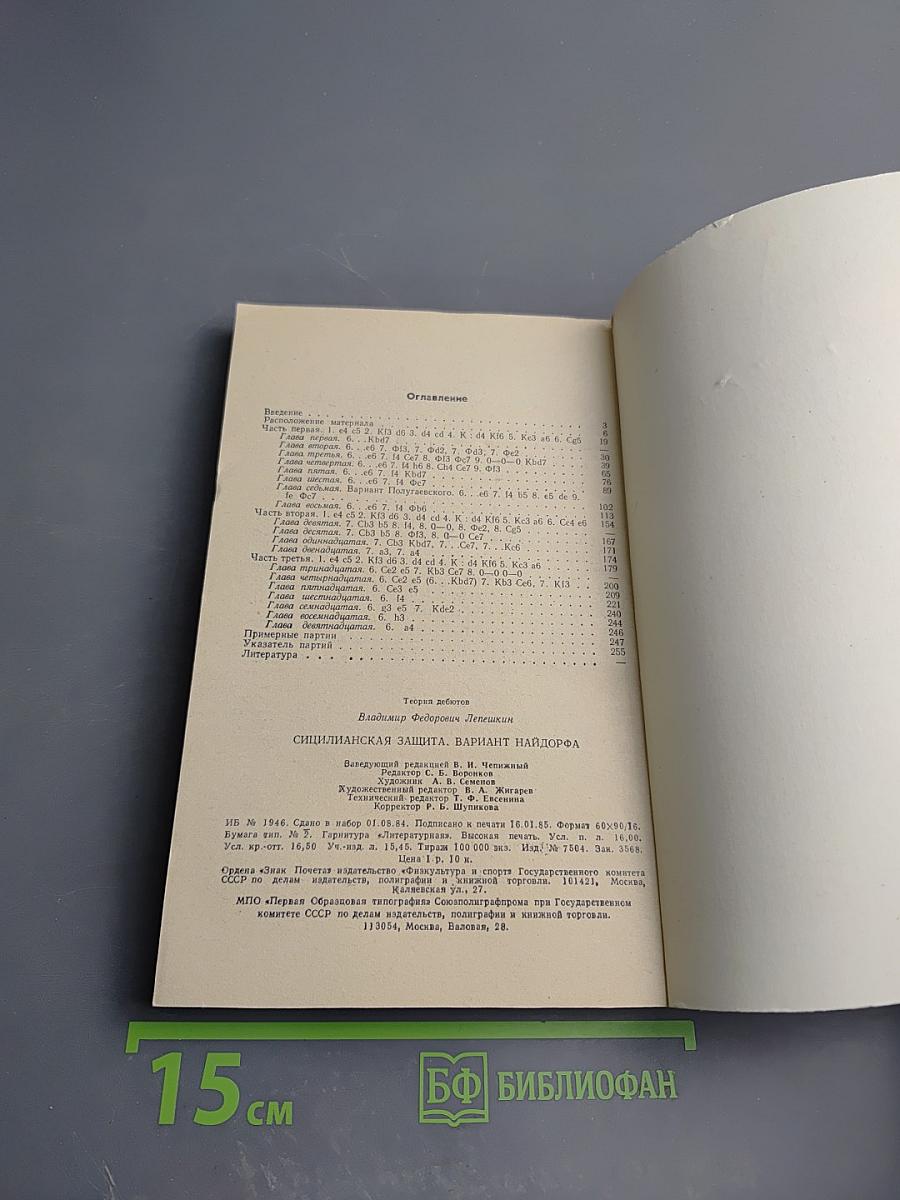 Оглавление
Введение . . . . . . . . . . . . 3
Расположение материала . . . . . . . . . . . . 6
Часть первая. 1. e4 c5 2. Kf3 d6 3. d4 cd 4. K : d4 Kf6 5. Kc3 a6 6. Cg5 19
Глава первая. 6. . .Kbd7 . . . . . . . . . . . . —
Глава вторая. 6. . .e6 7. Фf3, 7. Фd2, 7. Фd3; 7. Фe2 . . . . 30
Глава третья. 6. . .e6 7. f4 Ce7 8. Фf3 Фc7 9. 0—0—0 Kbd7 . . . . 39
Глава четвертая. 6. . .e6 7. f4 h6 8. Ch4 Ce7 9. Фf3 . . . . 65
Глава пятая. 6. . .e6 7. f4 Kbd7 . . . . . . . . 76
Глава шестая. 6. . .e6 7. f4 Фc7 . . . . . . . . 89
Глава седьмая. Вариант Полугаевского. 6. . .e6 7. f4 b5 8. e5 de 9.
fe Фc7 . . . . . . . . . . . . 102
Глава восьмая. 6. . .e6 7. f4 Фb6 . . . . . . . . 113
Часть вторая. 1. e4 c5 2. Kf3 d6 3. d4 cd 4. K : d4 Kf6 5. Kc3 a6 6. Cc4 e6 154
Глава девятая. 7. Cb3 b5 8. f4, 8. 0—0, 8. Фe2, 8. Cg5 . . . .
Глава десятая. 7. Cb3 b5 8. Фf3, 8. 0—0 Ce7 . . . . 167
Глава одиннадцатая. 7. Cb3 Kbd7, 7. . .Ce7, 7. . .Kc6 . . . . 171
Глава двенадцатая. 7. a3, 7. a4 . . . . . . . . 174
Часть третья. 1. e4 c5 2. Kf3 d6 3. d4 cd 4. K : d4 Kf6 5. Kc3 a6 . . . . 179
Глава тринадцатая. 6. Ce2 e5 7. Kb3 Ce7 8. 0—0 0—0 . . . . —
Глава четырнадцатая. 6. Ce2 e5 (6. . .Kbd7) 7. Kb3 Ce6, 7. Kf3 . . 200
Глава пятнадцатая. 6. Ce3 e5 . . . . . . . . 209
Глава шестнадцатая. 6. f4 . . . . . . . . 221
Глава семнадцатая. 6. g3 e5 7. Kde2 . . . . . . . . 240
Глава восемнадцатая. 6. h3 . . . . . . . . 244
Глава девятнадцатая. 6. a4 . . . . . . . . 246
Примерные партии . . . . . . . . . . . . 247
Указатель партий . . . . . . . . . . . . 255
Литература . . . . . . . . . . . . —
Теория дебютов
Владимир Федорович Лепешкин
СИЦИЛИАНСКАЯ ЗАЩИТА. ВАРИАНТ НАЙДОРФА
Заведующий редакцией В. И. Чепижный
Редактор С. Б. Воронков
Художник А. В. Семенов
Художественный редактор В. А. Жигарев
Технический редактор Т. Ф. Евсенина
Корректор Р. Б. Шупикова
ИБ № 1946. Сдано в набор 01.08.84. Подписано к печати 16.01.85. Формат 60×90/16.
Бумага тип. № 2. Гарнитура «Литературная». Высокая печать. Усл. п. л. 16,00.
Усл. кр.-отт. 16,50 Уч.-изд. л. 15,45. Тираж 100 000 экз. Изд. № 7504. Зак. 3568.
Цена 1 р. 10 к.
Ордена «Знак Почета» издательство «Физкультура и спорт» Государственного комитета
СССР по делам издательств, полиграфии и книжной торговли. 101421, Москва,
Каляевская ул., 27.
МПО «Первая Образцовая типография» Союзполиграфпрома при Государственном
комитете СССР по делам издательств, полиграфии и книжной торговли.
113054, Москва, Валовая, 28.
15 см
БФ БИБЛИОФАН